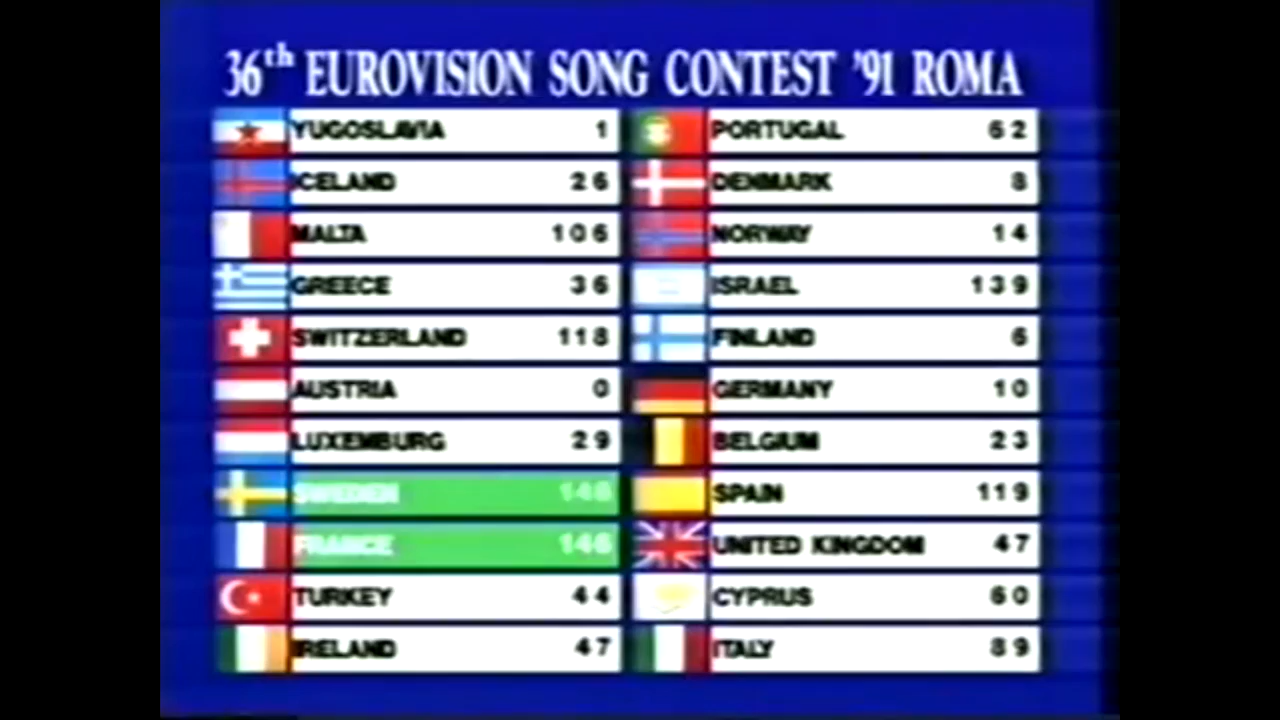 36th EUROVISION SONG CONTEST '91 ROMA
YUGOSLAVIA 1
ICELAND 26
MALTA 106
GREECE 36
SWITZERLAND 118
AUSTRIA 0
LUXEMBURG 29
SWEDEN 146
FRANCE 146
TURKEY 44
IRELAND 47
PORTUGAL 62
DENMARK 8
NORWAY 14
ISRAEL 139
FINLAND 6
GERMANY 10
BELGIUM 23
SPAIN 119
UNITED KINGDOM 47
CYPRUS 60
ITALY 89